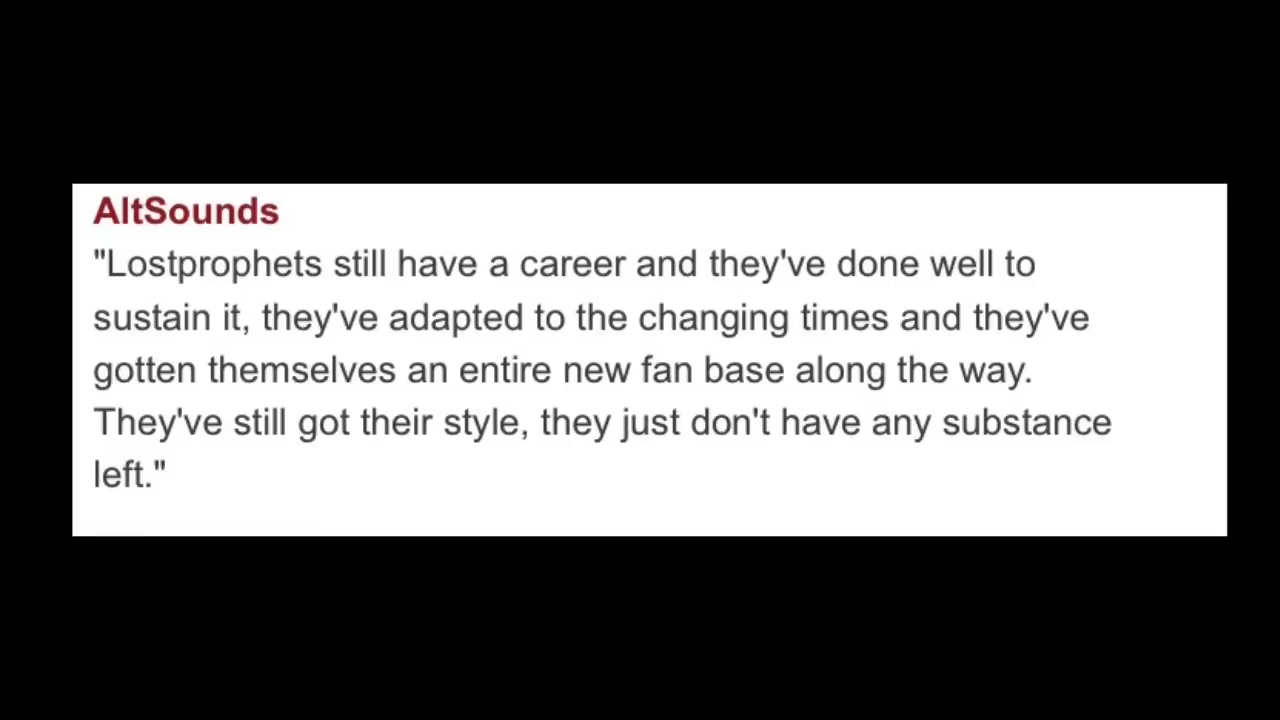 AltSounds
"Lostprophets still have a career and they've done well to
sustain it, they've adapted to the changing times and they've
gotten themselves an entire new fan base along the way.
They've still got their style, they just don't have any substance
left."